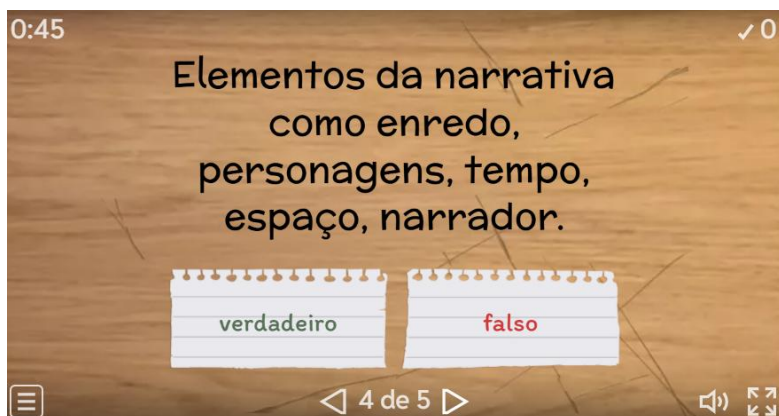 0:45
✓ 0
Elementos da narrativa
como enredo,
personagens, tempo,
espaço, narrador.
verdadeiro
falso
4 de 5